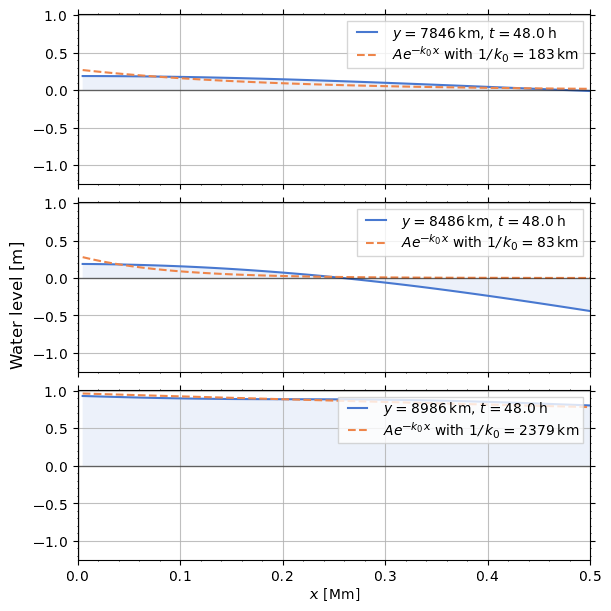 1.0
0.5
0.0
−0.5
−1.0
y = 7846 km, t = 48.0 h
Ae^{−k₀x} with 1/k₀ = 183 km
1.0
0.5
0.0
−0.5
−1.0
y = 8486 km, t = 48.0 h
Ae^{−k₀x} with 1/k₀ = 83 km
Water level [m]
1.0
0.5
0.0
−0.5
−1.0
y = 8986 km, t = 48.0 h
Ae^{−k₀x} with 1/k₀ = 2379 km
0.0 0.1 0.2 0.3 0.4 0.5
x [Mm]